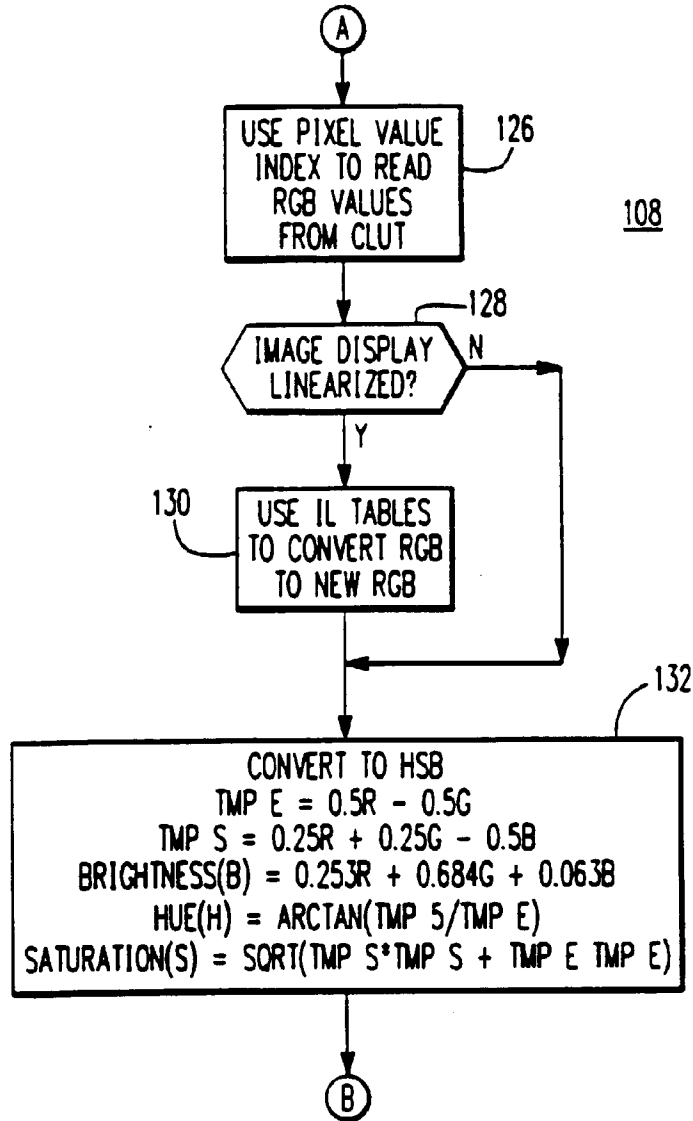 A
USE PIXEL VALUE
INDEX TO READ
RGB VALUES
FROM CLUT
126
108
128
IMAGE DISPLAY
LINEARIZED?
N
Y
130
USE IL TABLES
TO CONVERT RGB
TO NEW RGB
132
CONVERT TO HSB
TMP E = 0.5R - 0.5G
TMP S = 0.25R + 0.25G - 0.5B
BRIGHTNESS(B) = 0.253R + 0.684G + 0.063B
HUE(H) = ARCTAN(TMP 5/TMP E)
SATURATION(S) = SQRT(TMP S*TMP S + TMP E TMP E)
B